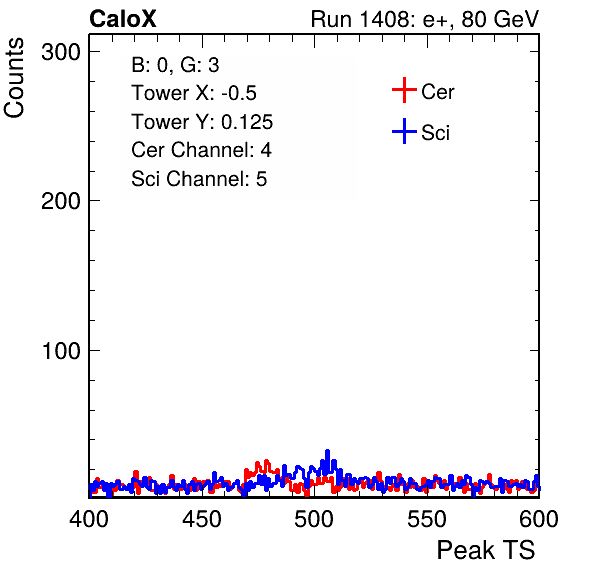 CaloX Run 1408: e+, 80 GeV
Counts
300
200
100
B: 0, G: 3
Tower X: -0.5
Tower Y: 0.125
Cer Channel: 4
Sci Channel: 5
Cer
Sci
400 450 500 550 600
Peak TS